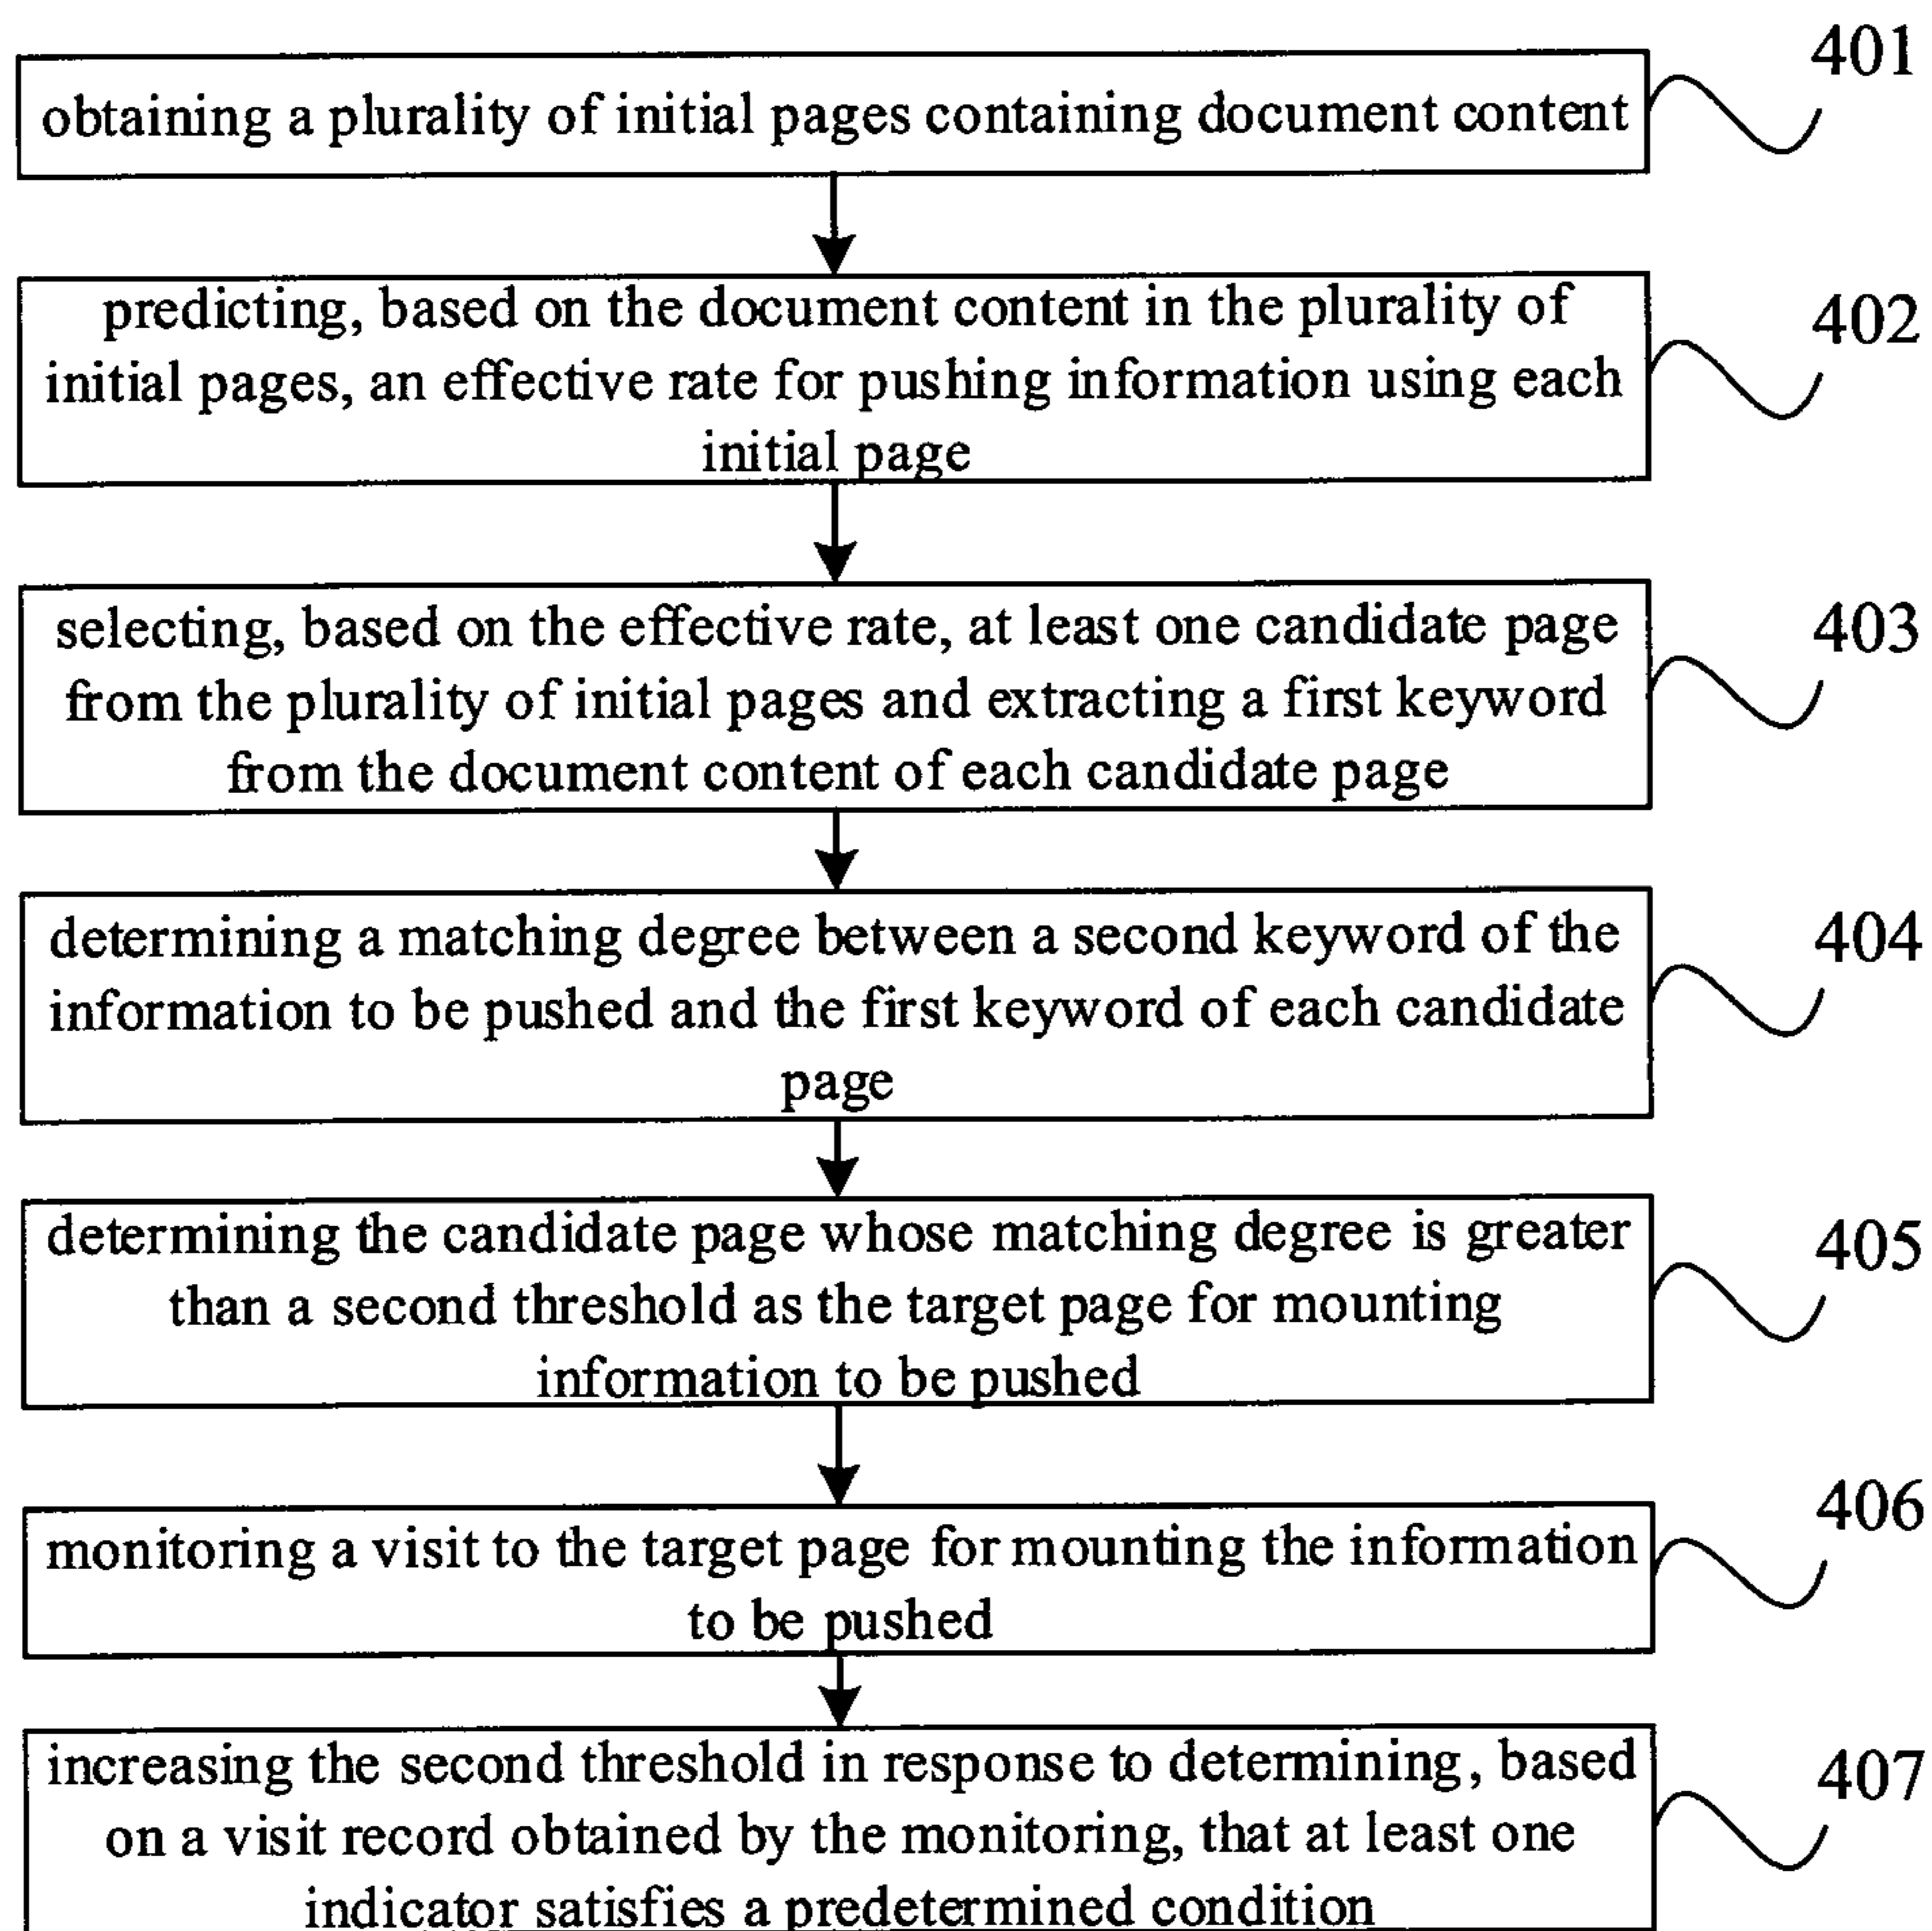 401
obtaining a plurality of initial pages containing document content
402
predicting, based on the document content in the plurality of
initial pages, an effective rate for pushing information using each
initial page
403
selecting, based on the effective rate, at least one candidate page
from the plurality of initial pages and extracting a first keyword
from the document content of each candidate page
404
determining a matching degree between a second keyword of the
information to be pushed and the first keyword of each candidate
page
405
determining the candidate page whose matching degree is greater
than a second threshold as the target page for mounting
information to be pushed
406
monitoring a visit to the target page for mounting the information
to be pushed
407
increasing the second threshold in response to determining, based
on a visit record obtained by the monitoring, that at least one
indicator satisfies a predetermined condition